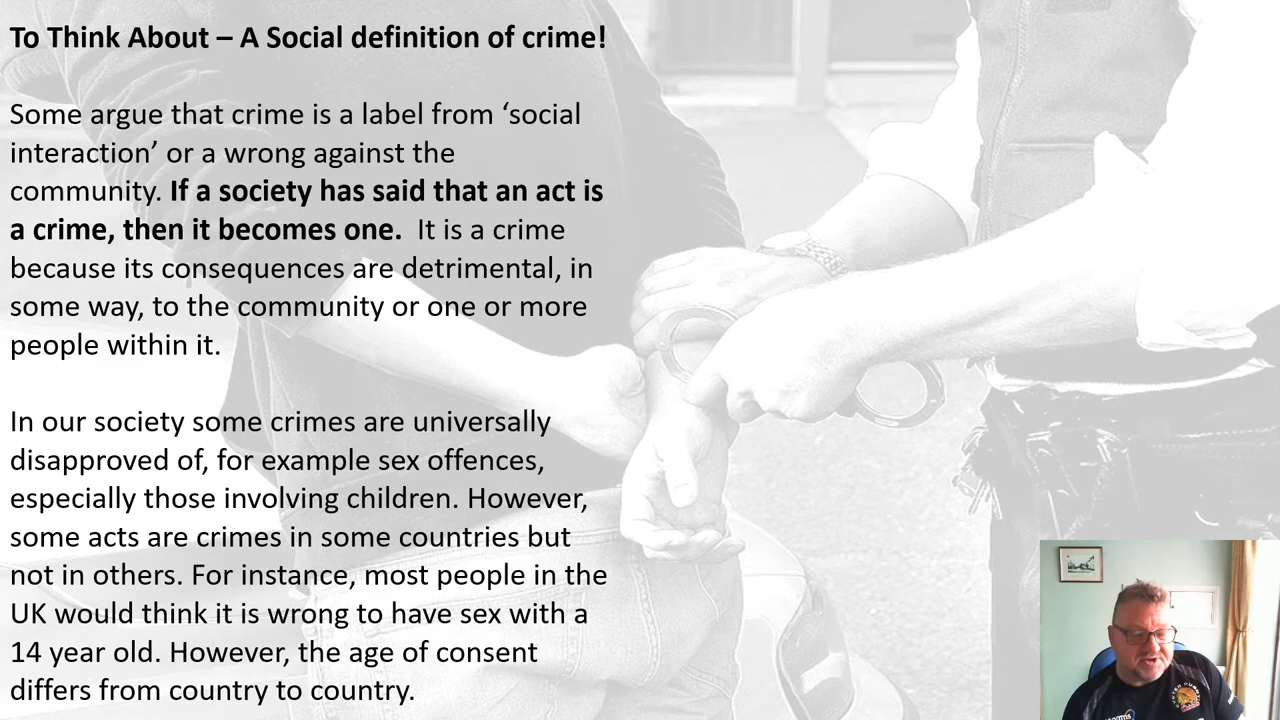 To Think About – A Social definition of crime!
Some argue that crime is a label from ‘social
interaction’ or a wrong against the
community. If a society has said that an act is
a crime, then it becomes one.  It is a crime
because its consequences are detrimental, in
some way, to the community or one or more
people within it.
In our society some crimes are universally
disapproved of, for example sex offences,
especially those involving children. However,
some acts are crimes in some countries but
not in others. For instance, most people in the
UK would think it is wrong to have sex with a
14 year old. However, the age of consent
differs from country to country.